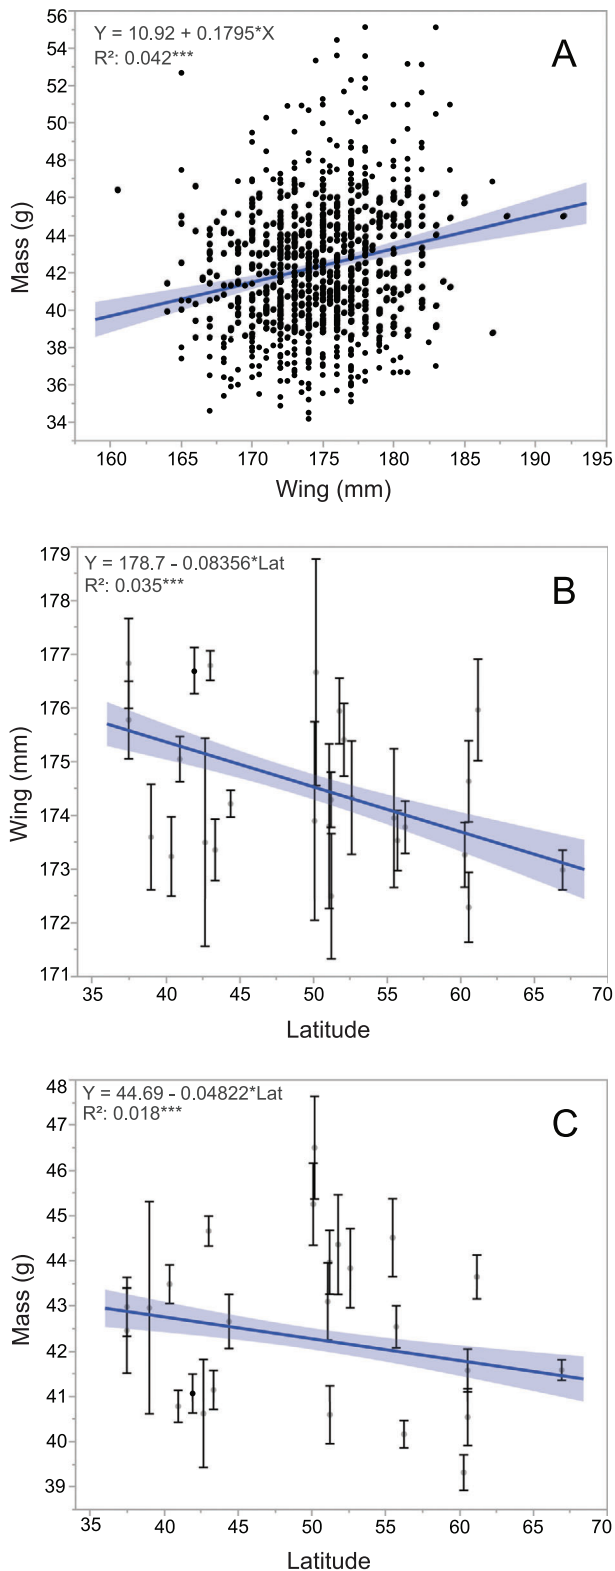 Y = 10.92 + 0.1795*X
R²: 0.042***
A
56
54
52
50
48
46
44
42
40
38
36
34
Mass (g)
160 165 170 175 180 185 190 195
Wing (mm)
Y = 178.7 - 0.08356*Lat
R²: 0.035***
B
179
178
177
176
175
174
173
172
171
Wing (mm)
35 40 45 50 55 60 65 70
Latitude
Y = 44.69 - 0.04822*Lat
R²: 0.018***
C
48
47
46
45
44
43
42
41
40
39
Mass (g)
35 40 45 50 55 60 65 70
Latitude